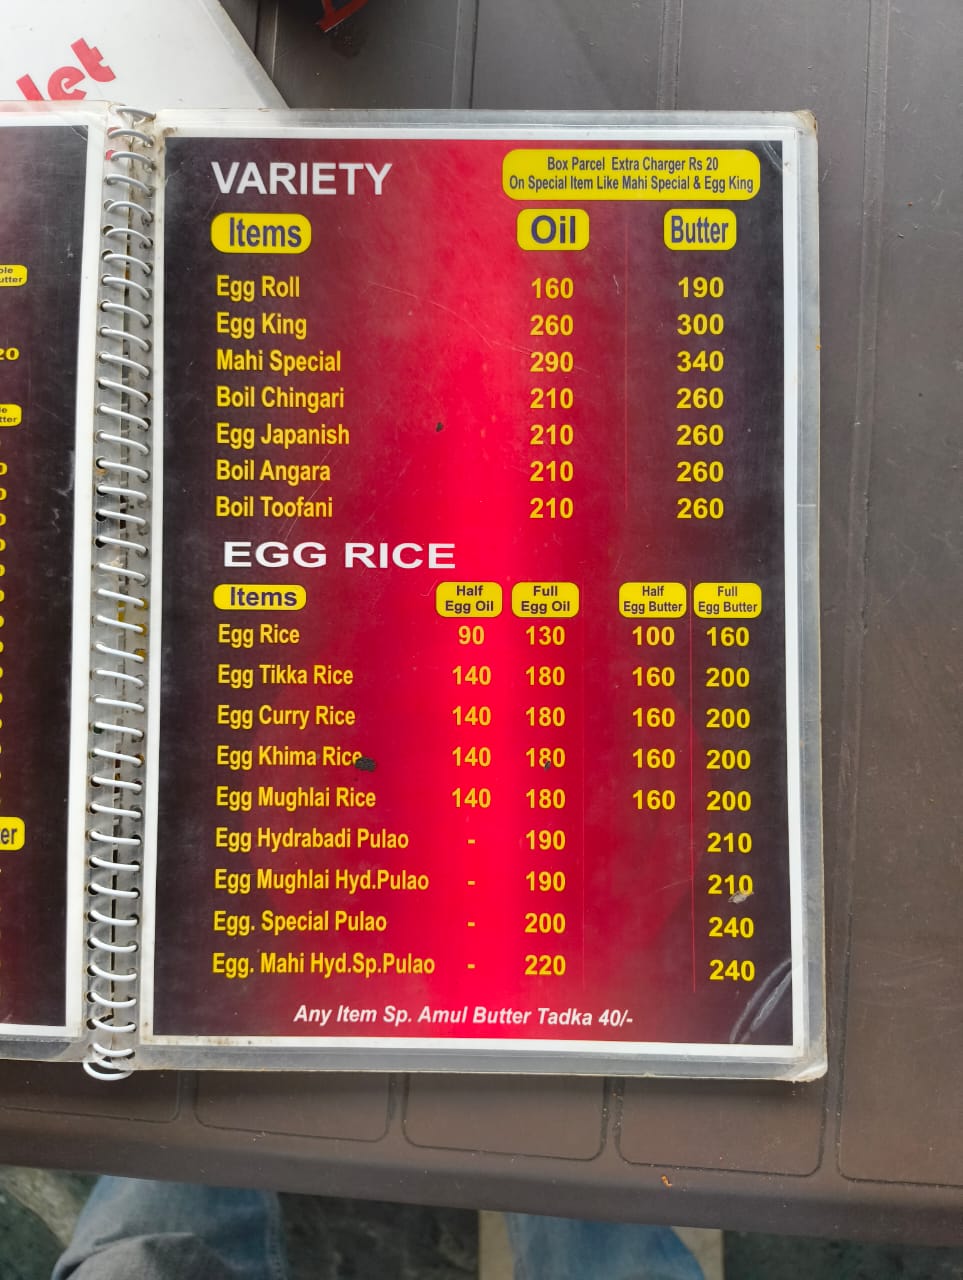 let
VARIETY
Box Parcel Extra Charger Rs 20
On Special Item Like Mahi Special & Egg King
Items Oil Butter
Egg Roll 160 190
Egg King 260 300
Mahi Special 290 340
Boil Chingari 210 260
Egg Japanish 210 260
Boil Angara 210 260
Boil Toofani 210 260
EGG RICE
Items Half Egg Oil Full Egg Oil Half Egg Butter Full Egg Butter
Egg Rice 90 130 100 160
Egg Tikka Rice 140 180 160 200
Egg Curry Rice 140 180 160 200
Egg Khima Rice 140 180 160 200
Egg Mughlai Rice 140 180 160 200
Egg Hydrabadi Pulao - 190 210
Egg Mughlai Hyd.Pulao - 190 210
Egg. Special Pulao - 200 240
Egg. Mahi Hyd.Sp.Pulao - 220 240
Any Item Sp. Amul Butter Tadka 40/-